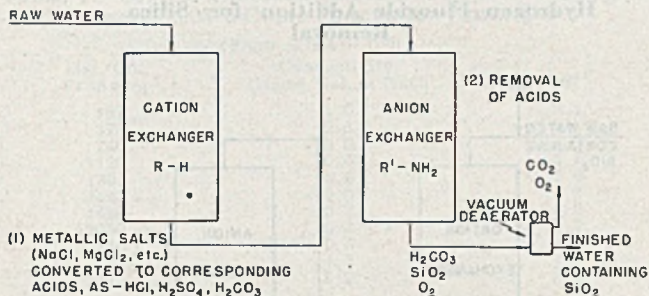 RAW WATER
CATION
EXCHANGER
R-H
ANION
EXCHANGER
R'-NH2
(2) REMOVAL
OF ACIDS
CO2
O2
VACUUM
DEAERATOR
(1) METALLIC SALTS
(NaCl, MgCl2, etc.)
CONVERTED TO CORRESPONDING
ACIDS, AS-HCl, H2SO4, H2CO3
H2CO3
SiO2
O2
FINISHED
WATER
CONTAINING
SiO2